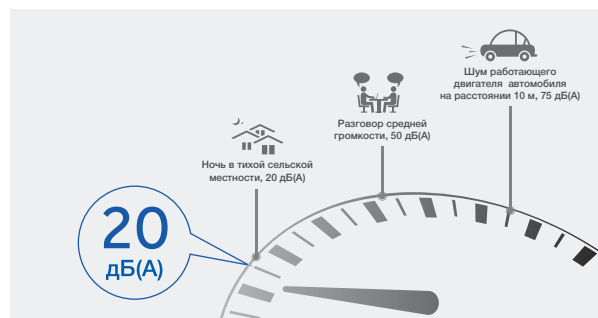 Шум работающего
двигателя автомобиля
на расстоянии 10 м, 75 дБ(А)
Разговор средней
громкости, 50 дБ(А)
Ночь в тихой сельской
местности, 20 дБ(А)
20
дБ(А)